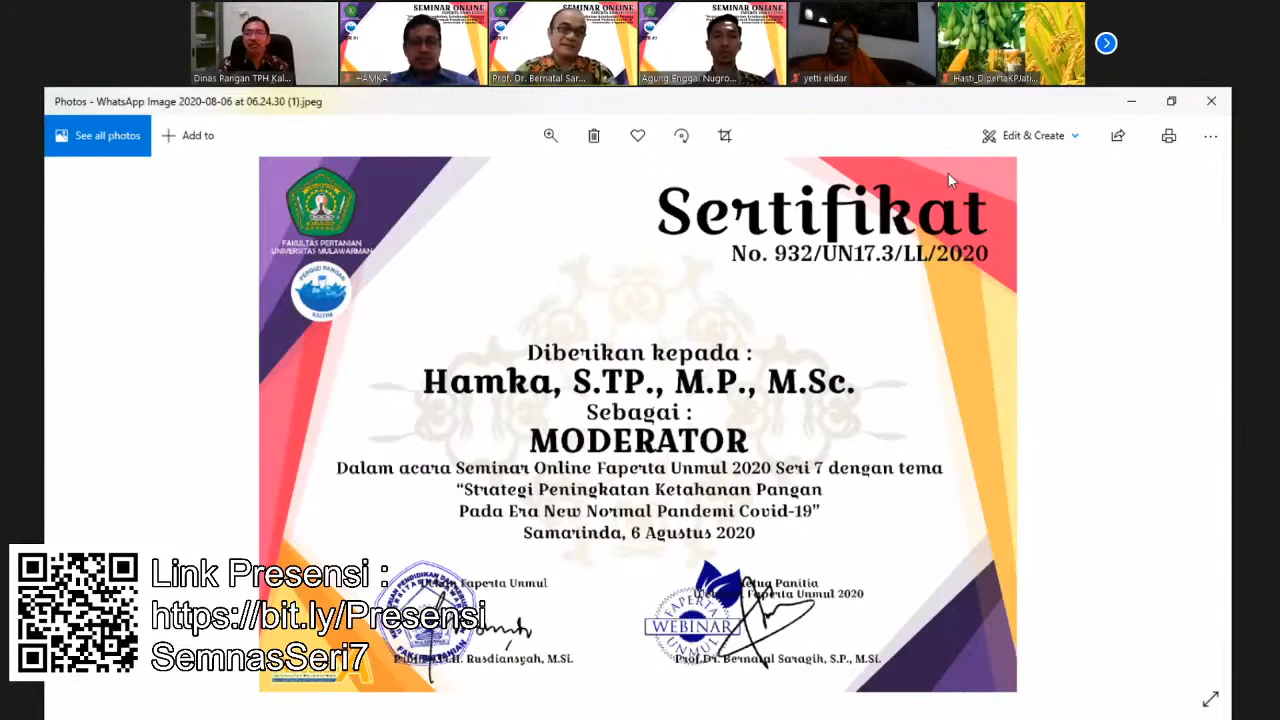 SEMINAR ONLINE
SEMINAR ONLINE
SEMINAR ONLINE
Dinas Pangan TPH Kal...
HAMKA
Prof. Dr. Bernatal Sar...
Agung Enggal Nugro...
yetti elidar
Hasti_DipertaKPJati...
Photos - WhatsApp Image 2020-08-06 at 06.24.30 (1).jpeg
See all photos
Add to
Edit & Create
FAKULTAS PERTANIAN
UNIVERSITAS MULAWARMAN
Sertifikat
No. 932/UN17.3/LL/2020
Diberikan kepada :
Hamka, S.TP., M.P., M.Sc.
Sebagai :
MODERATOR
Dalam acara Seminar Online Faperta Unmul 2020 Seri 7 dengan tema
“Strategi Peningkatan Ketahanan Pangan
Pada Era New Normal Pandemi Covid-19”
Samarinda, 6 Agustus 2020
Faperta Unmul
Panitia
Faperta Unmul 2020
FAPERTA
WEBINAR
UNMUL
Rusdiansyah, M.Si.
Prof.Dr. Bernatal Saragih, S.P., M.Si.
Link Presensi :
https://bit.ly/Presensi
SemnasSeri7